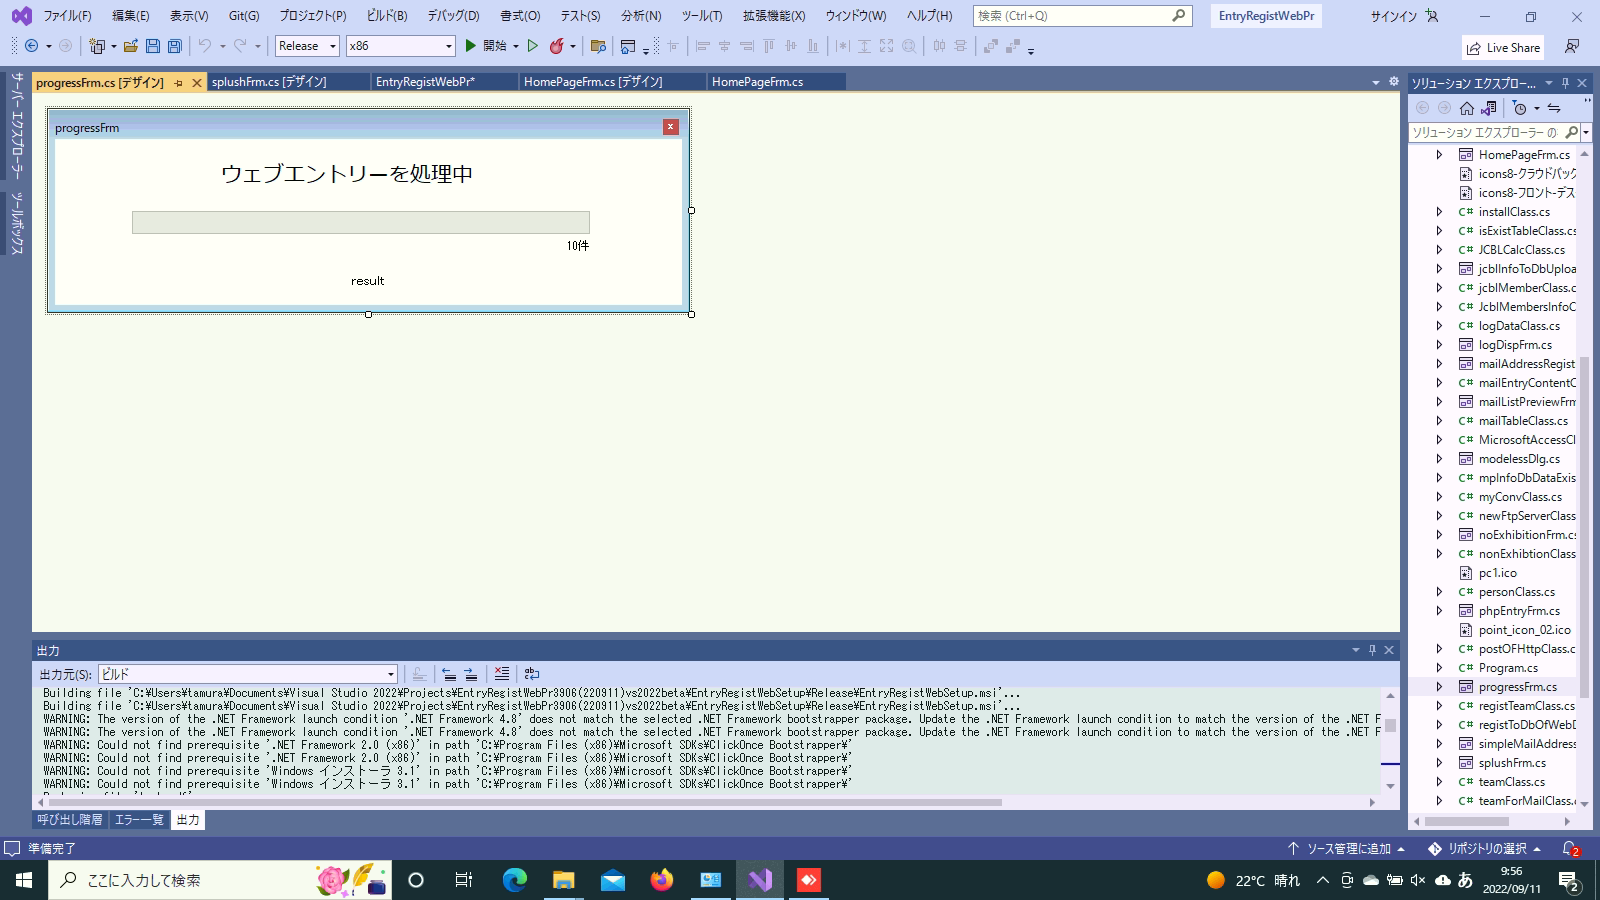 ファイル(F) 編集(E) 表示(V) Git(G) プロジェクト(P) ビルド(B) デバッグ(D) 書式(O) テスト(S) 分析(N) ツール(T) 拡張機能(X) ウィンドウ(W) ヘルプ(H) 検索 (Ctrl+Q) EntryRegistWebPr サインイン
Release x86 開始 Live Share
サーバー エクスプローラー
ツールボックス
progressFrm.cs [デザイン] splushFrm.cs [デザイン] EntryRegistWebPr* HomePageFrm.cs [デザイン] HomePageFrm.cs
progressFrm
ウェブエントリーを処理中
10件
result
ソリューション エクスプロー...
ソリューション エクスプローラー の
HomePageFrm.cs
icons8-クラウドバック
icons8-フロント-デス
installClass.cs
isExistTableClass.cs
JCBLCalcClass.cs
jcblInfoToDbUploa
jcblMemberClass.c
JcblMembersInfoC
logDataClass.cs
logDispFrm.cs
mailAddressRegist
mailEntryContentC
mailListPreviewFrm
mailTableClass.cs
MicrosoftAccessCl
modelessDlg.cs
mpInfoDbDataExis
myConvClass.cs
newFtpServerClass
noExhibitionFrm.cs
nonExhibtionClass
pc1.ico
personClass.cs
phpEntryFrm.cs
point_icon_02.ico
postOFHttpClass.c
Program.cs
progressFrm.cs
registTeamClass.cs
registToDbOfWebD
simpleMailAddress
splushFrm.cs
teamClass.cs
teamForMailClass.c
出力
出力元(S): ビルド
Building file 'C:¥Users¥tamura¥Documents¥Visual Studio 2022¥Projects¥EntryRegistWebPr3906(220911)vs2022beta¥EntryRegistWebSetup¥Release¥EntryRegistWebSetup.msi'...
Building file 'C:¥Users¥tamura¥Documents¥Visual Studio 2022¥Projects¥EntryRegistWebPr3906(220911)vs2022beta¥EntryRegistWebSetup¥Release¥EntryRegistWebSetup.msi'...
WARNING: The version of the .NET Framework launch condition '.NET Framework 4.8' does not match the selected .NET Framework bootstrapper package. Update the .NET Framework launch condition to match the version of the .NET F
WARNING: The version of the .NET Framework launch condition '.NET Framework 4.8' does not match the selected .NET Framework bootstrapper package. Update the .NET Framework launch condition to match the version of the .NET F
WARNING: Could not find prerequisite '.NET Framework 2.0 (x86)' in path 'C:¥Program Files (x86)¥Microsoft SDKs¥ClickOnce Bootstrapper¥'
WARNING: Could not find prerequisite '.NET Framework 2.0 (x86)' in path 'C:¥Program Files (x86)¥Microsoft SDKs¥ClickOnce Bootstrapper¥'
WARNING: Could not find prerequisite 'Windows インストーラ 3.1' in path 'C:¥Program Files (x86)¥Microsoft SDKs¥ClickOnce Bootstrapper¥'
WARNING: Could not find prerequisite 'Windows インストーラ 3.1' in path 'C:¥Program Files (x86)¥Microsoft SDKs¥ClickOnce Bootstrapper¥'
呼び出し階層 エラー一覧 出力
準備完了 ソース管理に追加 リポジトリの選択 2
ここに入力して検索 22°C 晴れ あ 9:56
2022/09/11 2